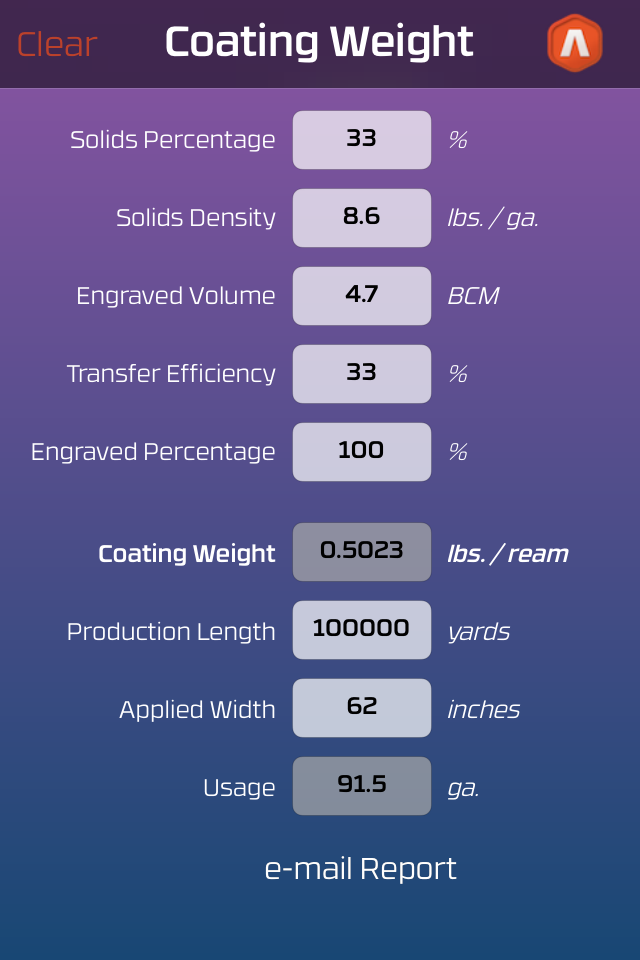 Clear Coating Weight
Solids Percentage 33 %
Solids Density 8.6 lbs. / ga.
Engraved Volume 4.7 BCM
Transfer Efficiency 33 %
Engraved Percentage 100 %
Coating Weight 0.5023 lbs. / ream
Production Length 100000 yards
Applied Width 62 inches
Usage 91.5 ga.
e-mail Report